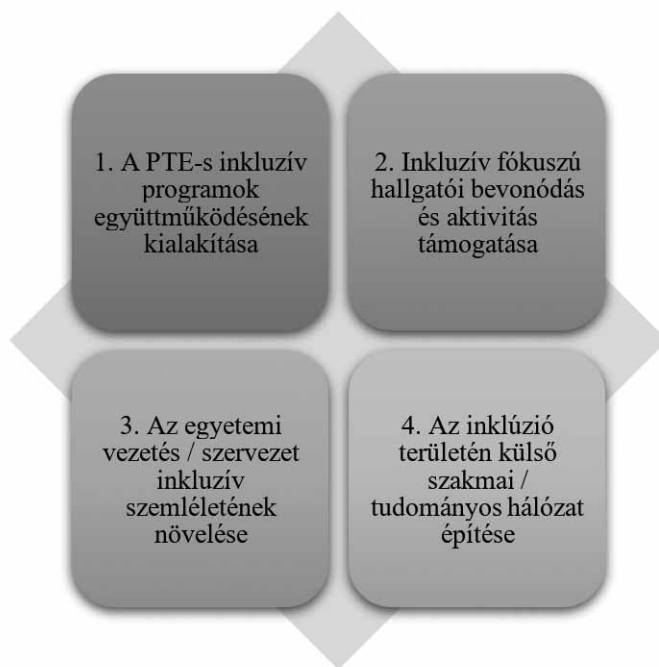 1. A PTE-s inkluzív
programok
együttműködésének
kialakítása
2. Inkluzív fókuszú
hallgatói bevonódás
és aktivitás
támogatása
3. Az egyetemi
vezetés / szervezet
inkluzív
szemléletének
növelése
4. Az inklúzió
területén külső
szakmai /
tudományos hálózat
építése